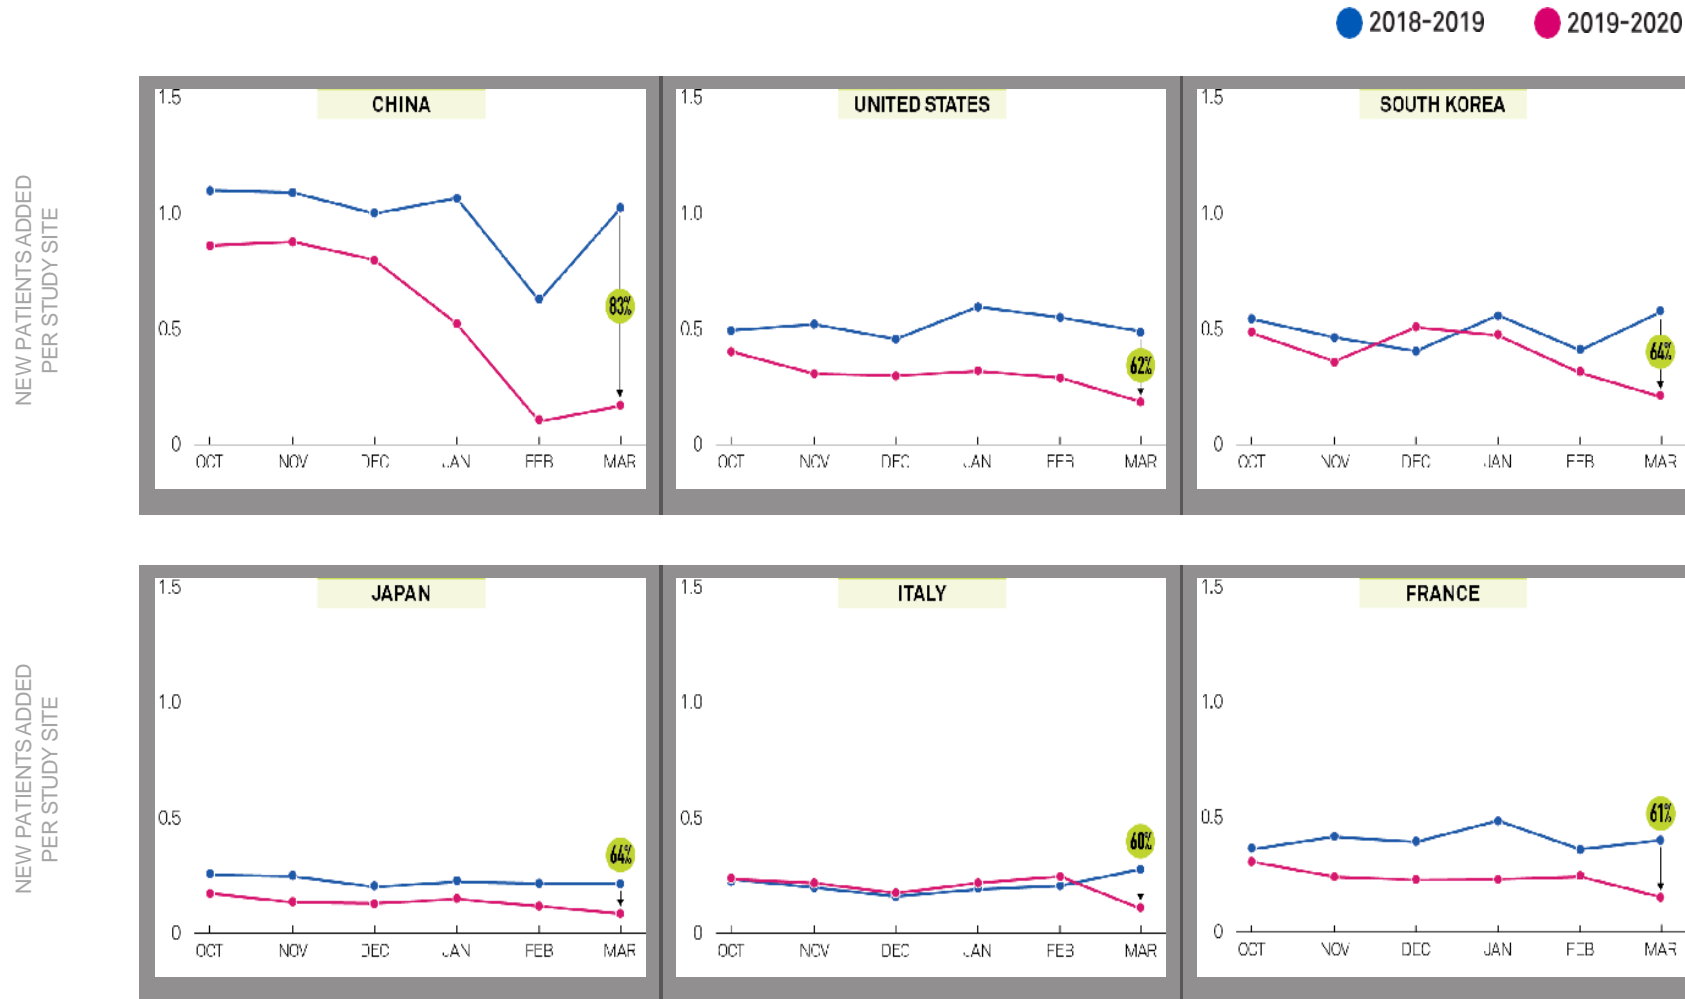 2018-2019 2019-2020
NEW PATIENTS ADDED
PER STUDY SITE
CHINA
1.5
1.0
0.5
0
83%
OCT NOV DEC JAN FEB MAR
UNITED STATES
1.5
1.0
0.5
0
62%
OCT NOV DEC JAN FEB MAR
SOUTH KOREA
1.5
1.0
0.5
0
64%
OCT NOV DEC JAN FEB MAR
NEW PATIENTS ADDED
PER STUDY SITE
JAPAN
1.5
1.0
0.5
0
64%
OCT NOV DEC JAN FEB MAR
ITALY
1.5
1.0
0.5
0
60%
OCT NOV DEC JAN FEB MAR
FRANCE
1.5
1.0
0.5
0
61%
OCT NOV DEC JAN FEB MAR